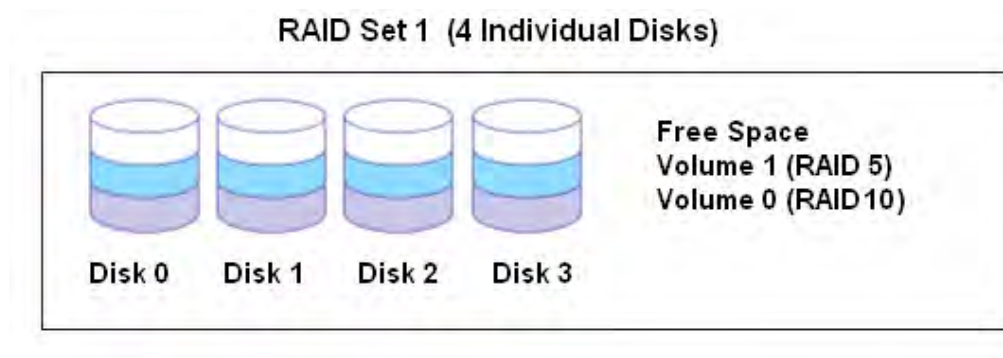 RAID Set 1 (4 Individual Disks)
Free Space
Volume 1 (RAID 5)
Volume 0 (RAID10)
Disk 0 Disk 1 Disk 2 Disk 3